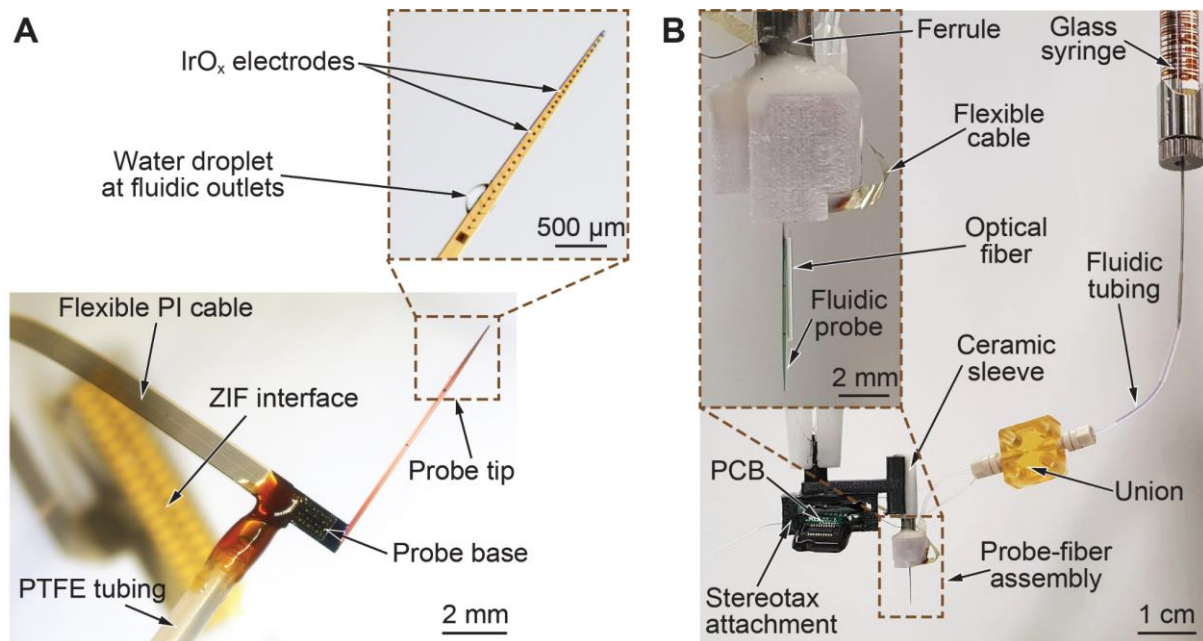 A
IrOx electrodes
Water droplet
at fluidic outlets
500 µm
Flexible PI cable
ZIF interface
Probe tip
Probe base
PTFE tubing
2 mm
B
Ferrule
Glass
syringe
Flexible
cable
Optical
fiber
Fluidic
tubing
Fluidic
probe
Ceramic
sleeve
2 mm
PCB
Union
Stereotax
attachment
Probe-fiber
assembly
1 cm